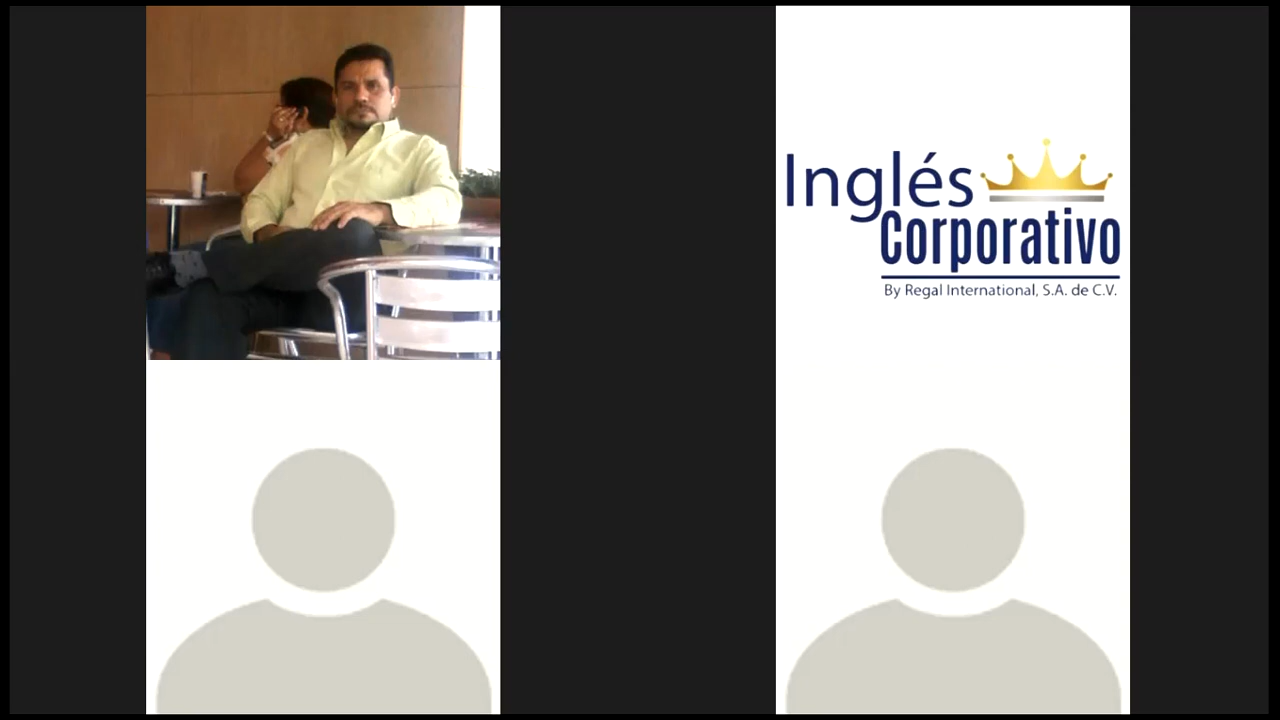 Inglés
Corporativo
By Regal International, S.A. de C.V.